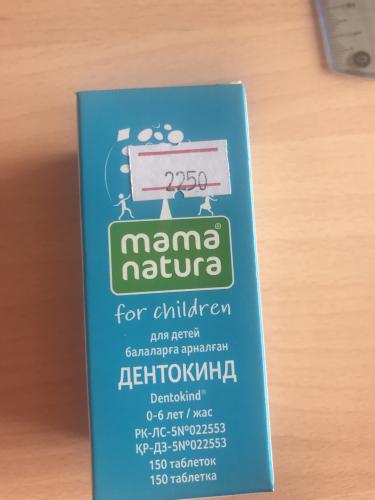 2250
mama
natura®
for children
для детей
балаларға арналған
ДЕНТОКИНД
Dentokind®
0-6 лет / жас
РК-ЛС-5№022553
ҚР-ДЗ-5№022553
150 таблеток
150 таблетка